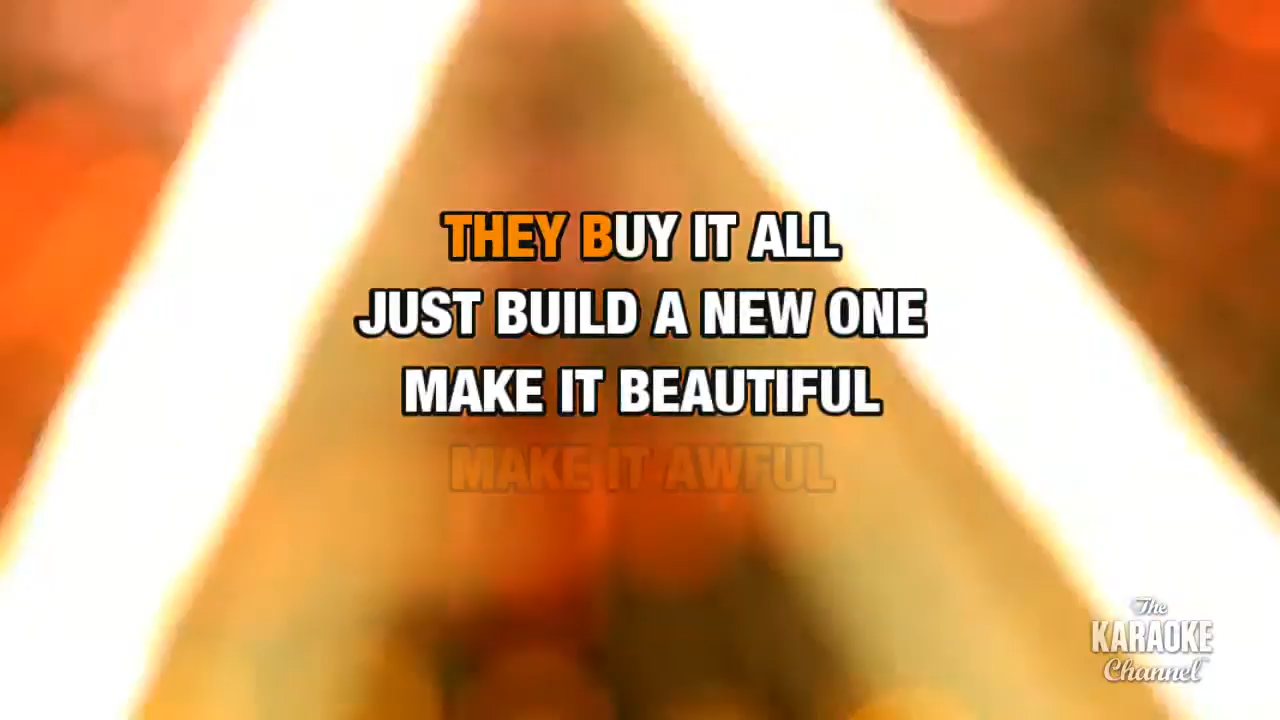 THEY BUY IT ALL
JUST BUILD A NEW ONE
MAKE IT BEAUTIFUL
MAKE IT AWFUL
The
KARAOKE
Channel